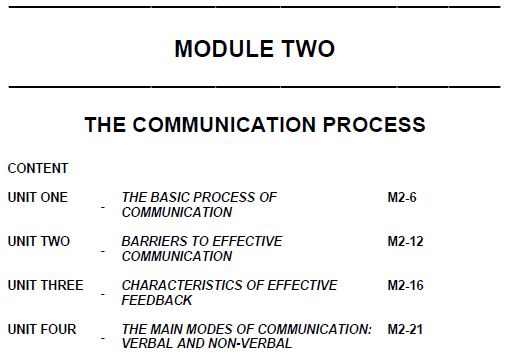 MODULE TWO
THE COMMUNICATION PROCESS
CONTENT
UNIT ONE - THE BASIC PROCESS OF M2-6
COMMUNICATION
UNIT TWO - BARRIERS TO EFFECTIVE M2-12
COMMUNICATION
UNIT THREE - CHARACTERISTICS OF EFFECTIVE M2-16
FEEDBACK
UNIT FOUR - THE MAIN MODES OF COMMUNICATION: M2-21
VERBAL AND NON-VERBAL